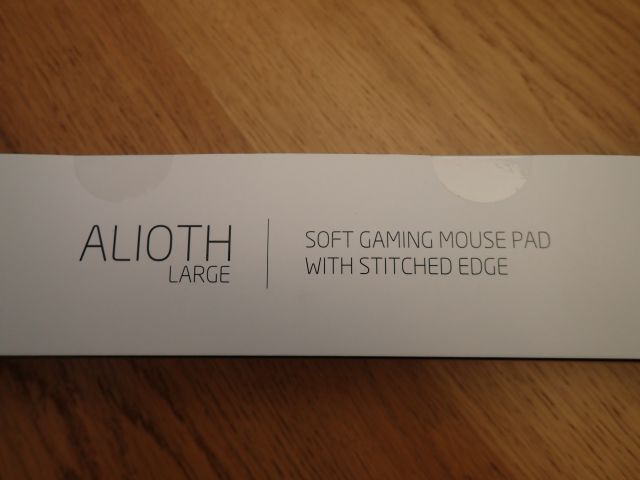 ALIOTH
LARGE
SOFT GAMING MOUSE PAD
WITH STITCHED EDGE